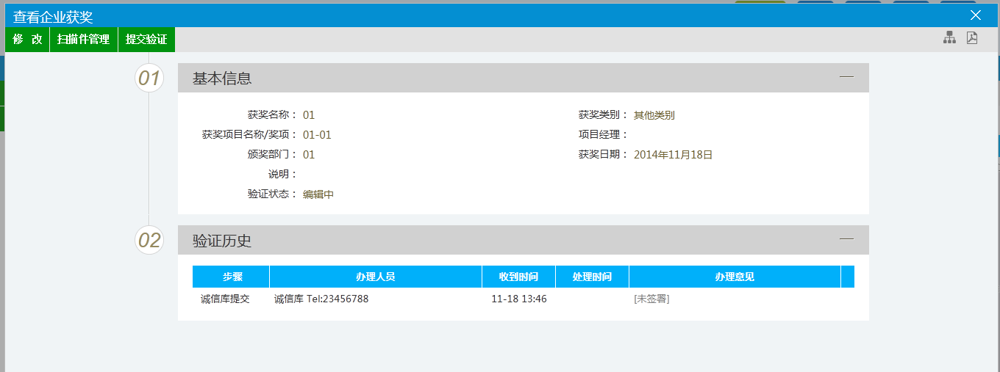 查看企业获奖
修 改 扫描件管理 提交验证
01 基本信息
获奖名称： 01 获奖类别： 其他类别
获奖项目名称/奖项： 01-01 项目经理：
颁奖部门： 01 获奖日期： 2014年11月18日
说明：
验证状态： 编辑中
02 验证历史
步骤 办理人员 收到时间 处理时间 办理意见
诚信库提交 诚信库 Tel:23456788 11-18 13:46 [未签署]